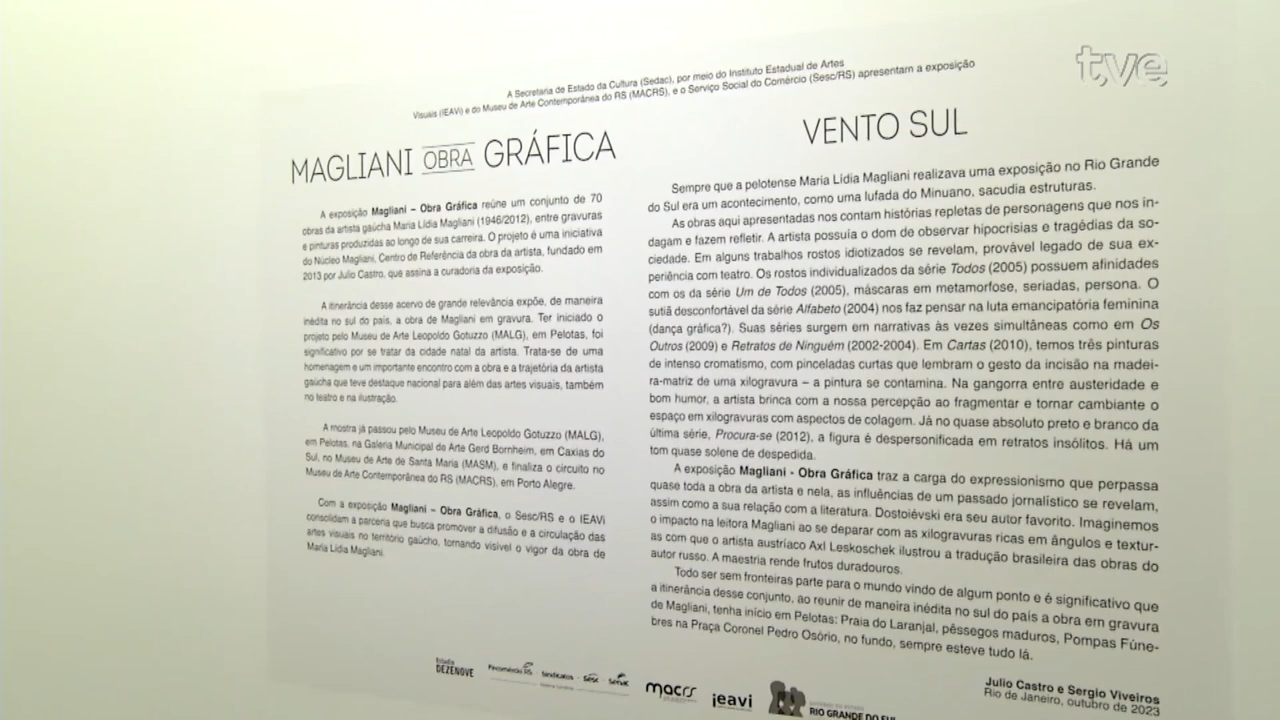 tve
A Secretaria de Estado da Cultura (Sedac), por meio do Instituto Estadual de Artes
Visuais (IEAVi) e do Museu de Arte Contemporânea do RS (MACRS), e o Serviço Social do Comércio (Sesc/RS) apresentam a exposição
MAGLIANI OBRA GRÁFICA
A exposição Magliani – Obra Gráfica reúne um conjunto de 70
obras da artista gaúcha Maria Lídia Magliani (1946/2012), entre gravuras
e pinturas produzidas ao longo de sua carreira. O projeto é uma iniciativa
do Núcleo Magliani, Centro de Referência da obra da artista, fundado em
2013 por Julio Castro, que assina a curadoria da exposição.
A itinerância desse acervo de grande relevância expõe, de maneira
inédita no sul do país, a obra de Magliani em gravura. Ter iniciado o
projeto pelo Museu de Arte Leopoldo Gotuzzo (MALG), em Pelotas, foi
significativo por se tratar da cidade natal da artista. Trata-se de uma
homenagem e um importante encontro com a obra e a trajetória da artista
gaúcha que teve destaque nacional para além das artes visuais, também
no teatro e na ilustração.
A mostra já passou pelo Museu de Arte Leopoldo Gotuzzo (MALG),
em Pelotas, na Galeria Municipal de Arte Gerd Bornheim, em Caxias do
Sul, no Museu de Arte de Santa Maria (MASM), e finaliza o circuito no
Museu de Arte Contemporânea do RS (MACRS), em Porto Alegre.
Com a exposição Magliani – Obra Gráfica, o Sesc/RS e o IEAVi
consolidam a parceria que busca promover a difusão e a circulação das
artes visuais no território gaúcho, tornando visível o vigor da obra de
Maria Lídia Magliani.
VENTO SUL
Sempre que a pelotense Maria Lídia Magliani realizava uma exposição no Rio Grande
do Sul era um acontecimento, como uma lufada do Minuano, sacudia estruturas.
As obras aqui apresentadas nos contam histórias repletas de personagens que nos in-
dagam e fazem refletir. A artista possuía o dom de observar hipocrisias e tragédias da so-
ciedade. Em alguns trabalhos rostos idiotizados se revelam, provável legado de sua ex-
periência com teatro. Os rostos individualizados da série Todos (2005) possuem afinidades
com os da série Um de Todos (2005), máscaras em metamorfose, seriadas, persona. O
sutiã desconfortável da série Alfabeto (2004) nos faz pensar na luta emancipatória feminina
(dança gráfica?). Suas séries surgem em narrativas às vezes simultâneas como em Os
Outros (2009) e Retratos de Ninguém (2002-2004). Em Cartas (2010), temos três pinturas
de intenso cromatismo, com pinceladas curtas que lembram o gesto da incisão na madei-
ra-matriz de uma xilogravura – a pintura se contamina. Na gangorra entre austeridade e
bom humor, a artista brinca com a nossa percepção ao fragmentar e tornar cambiante o
espaço em xilogravuras com aspectos de colagem. Já no quase absoluto preto e branco da
última série, Procura-se (2012), a figura é despersonificada em retratos insólitos. Há um
tom quase solene de despedida.
A exposição Magliani - Obra Gráfica traz a carga do expressionismo que perpassa
quase toda a obra da artista e nela, as influências de um passado jornalístico se revelam,
assim como a sua relação com a literatura. Dostoiévski era seu autor favorito. Imaginemos
o impacto na leitora Magliani ao se deparar com as xilogravuras ricas em ângulos e textur-
as com que o artista austríaco Axl Leskoschek ilustrou a tradução brasileira das obras do
autor russo. A maestria rende frutos duradouros.
Todo ser sem fronteiras parte para o mundo vindo de algum ponto e é significativo que
a itinerância desse conjunto, ao reunir de maneira inédita no sul do país a obra em gravura
de Magliani, tenha início em Pelotas: Praia do Laranjal, pêssegos maduros, Pompas Fúne-
bres na Praça Coronel Pedro Osório, no fundo, sempre esteve tudo lá.
Julio Castro e Sergio Viveiros
Rio de Janeiro, outubro de 2023
Estúdio
DEZENOVE
Fecomércio RS
Sindicatos
Sesc
Senac
macrs
ieavi
RIO GRANDE DO SUL